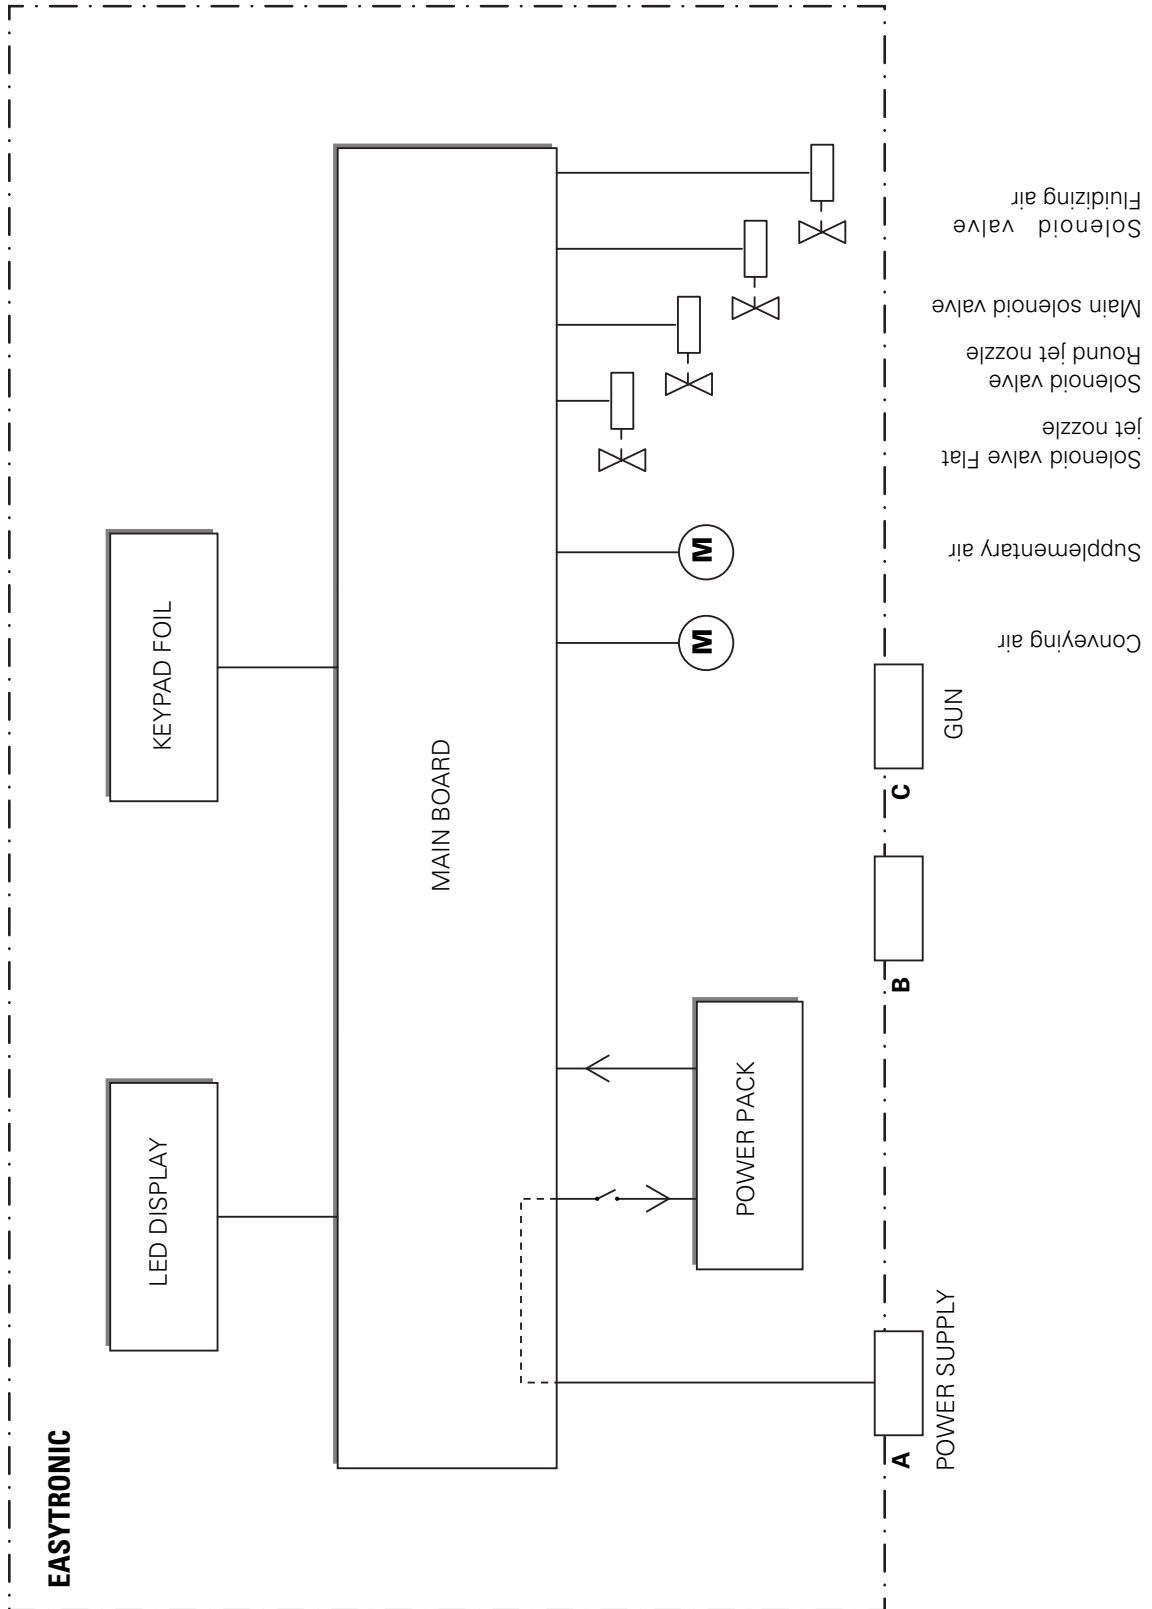 EASYTRONIC
LED DISPLAY
KEYPAD FOIL
MAIN BOARD
POWER PACK
M
M
A
POWER SUPPLY
B
C
GUN
Conveying air
Supplementary air
Solenoid valve Flat
jet nozzle
Solenoid valve
Round jet nozzle
Main solenoid valve
Solenoid valve
Fluidizing air